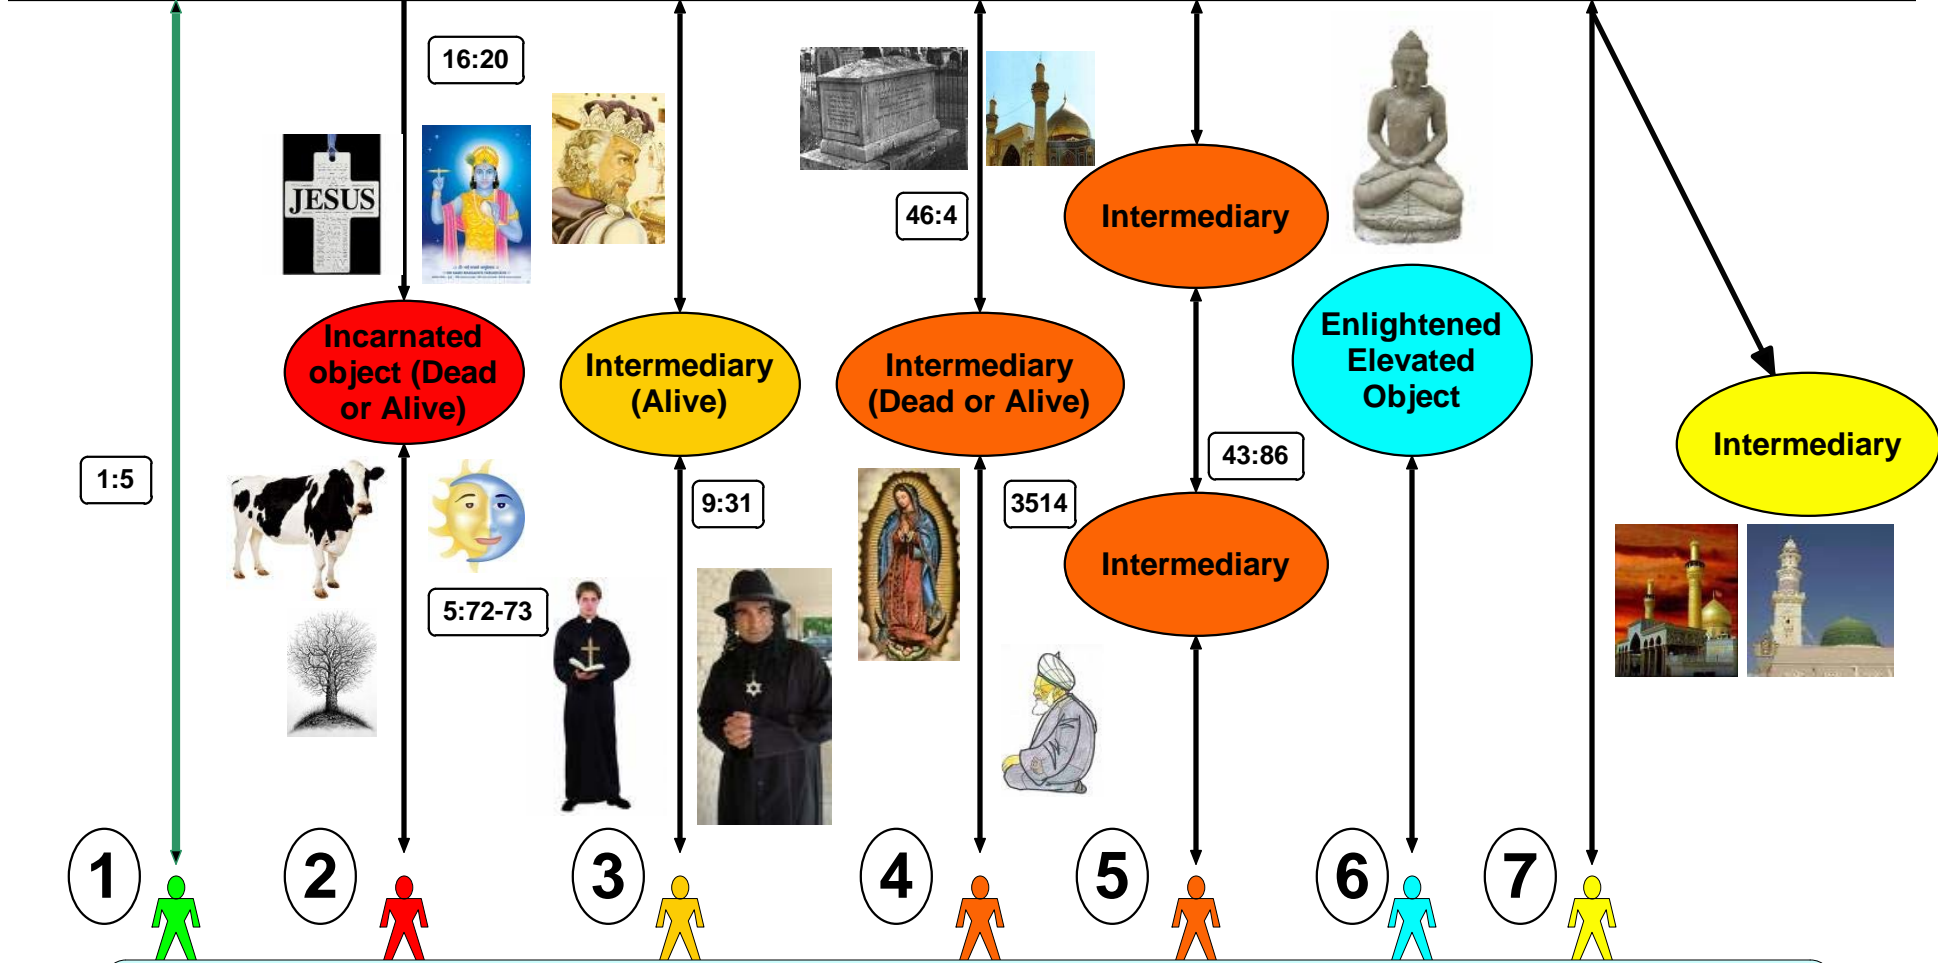 16:20
JESUS
46:4
Intermediary
Incarnated
object (Dead
or Alive)
Intermediary
(Alive)
Intermediary
(Dead or Alive)
Enlightened
Elevated
Object
Intermediary
1:5
9:31
3514
43:86
5:72-73
Intermediary
1
2
3
4
5
6
7